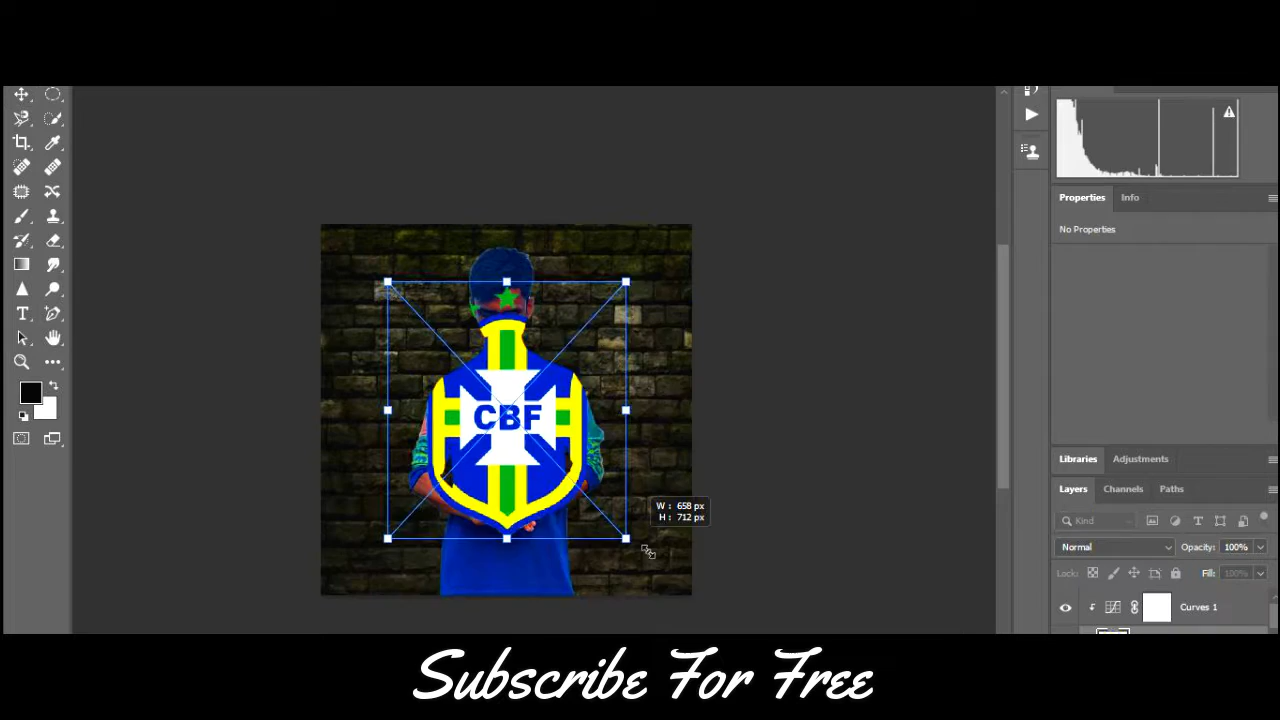 Properties Info
No Properties
CBF
Libraries Adjustments
W : 658 px
H : 712 px
Layers Channels Paths
Kind
Normal Opacity: 100%
Lock: Fill: 100%
Curves 1
Subscribe For Free